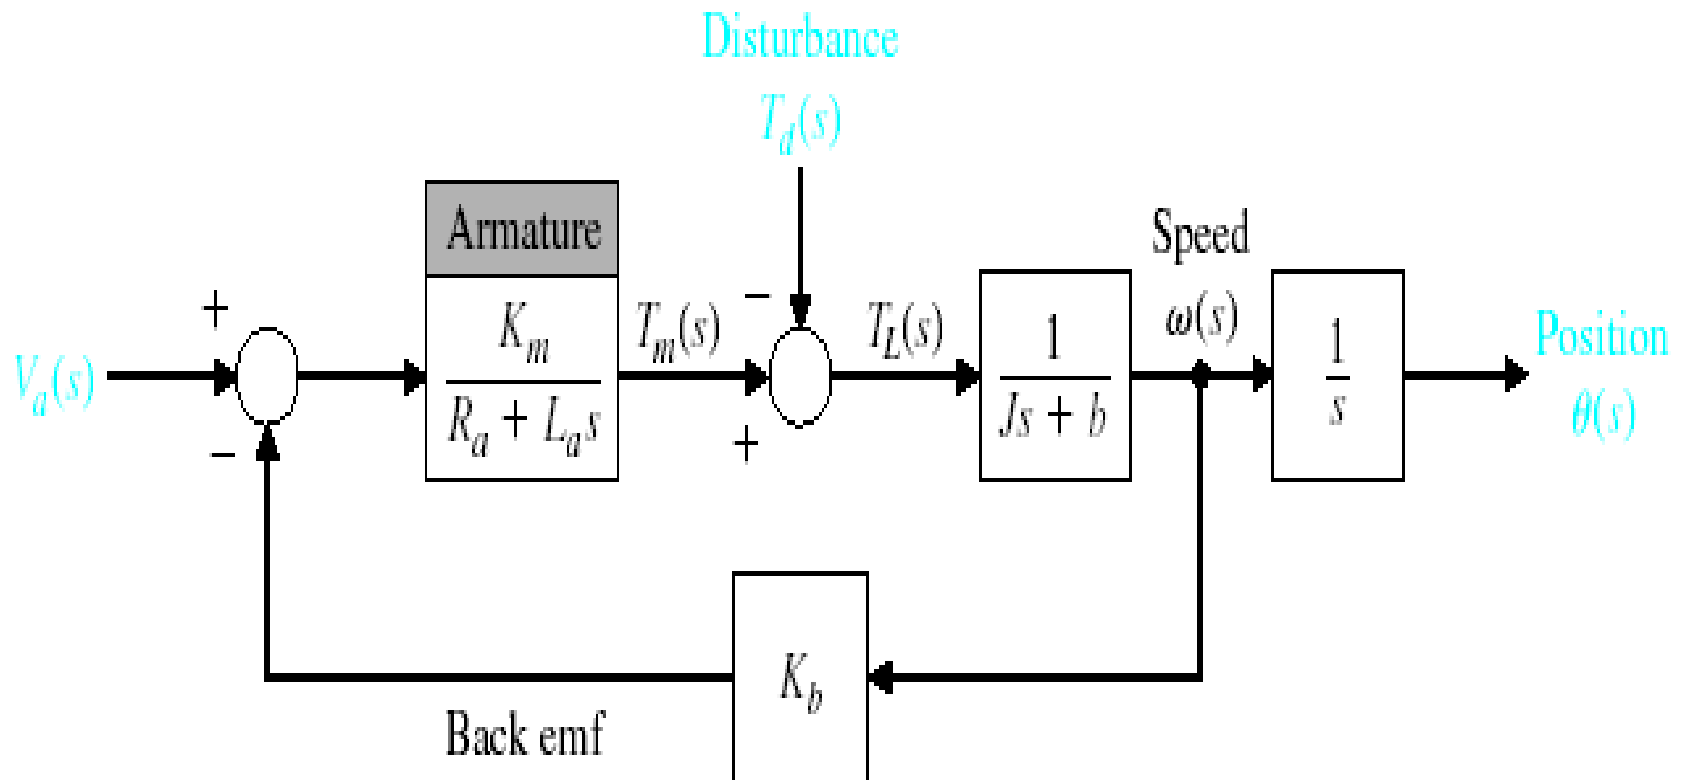 Disturbance
T_d(s)
Armature
Speed
+
K_m
R_a + L_a s
T_m(s)
−
T_L(s)
1
Js + b
ω(s)
1
s
Position
θ(s)
V_a(s)
−
+
K_b
Back emf